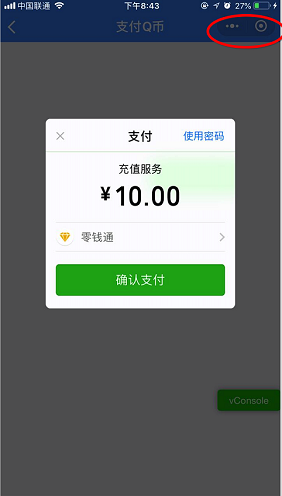 中国联通 下午8:43 27%
支付Q币
支付 使用密码
充值服务
¥10.00
零钱通
确认支付
vConsole